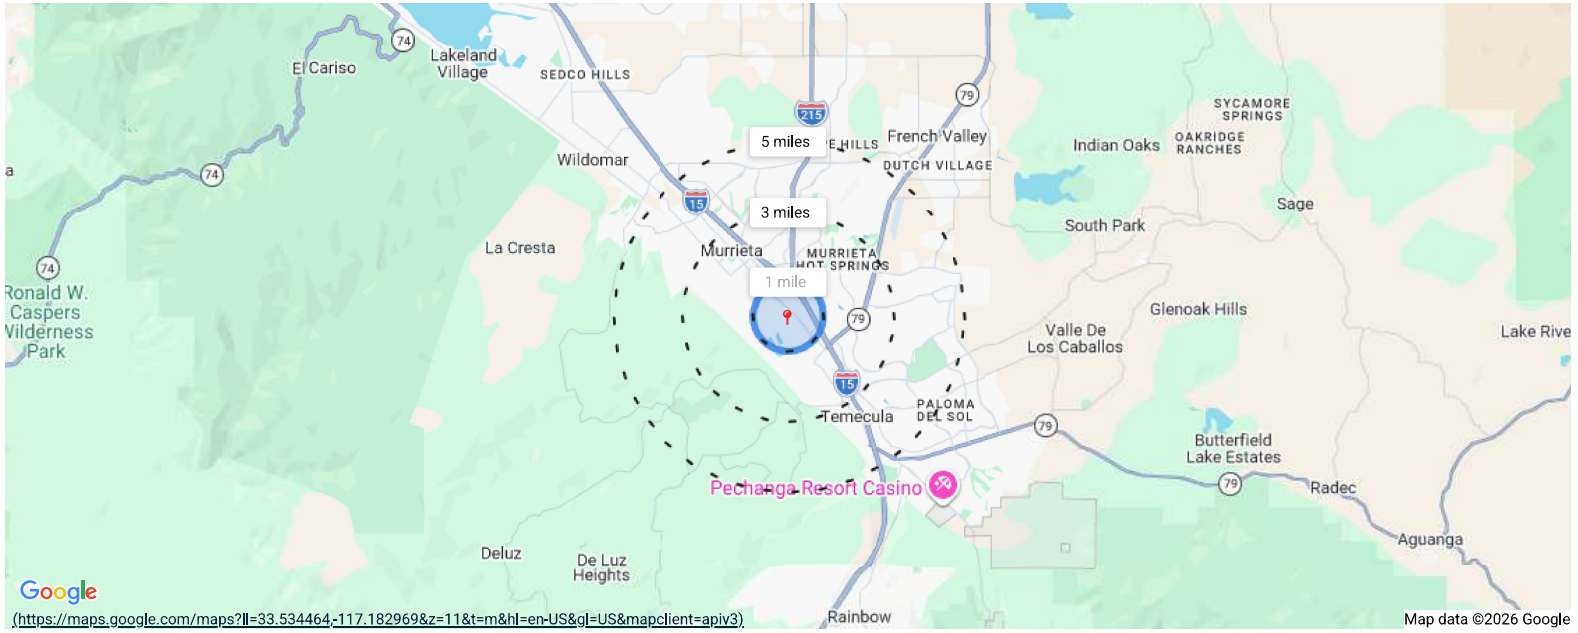 74
Lakeland
Village
El Cariso
SEDCO HILLS
79
215
SYCAMORE
SPRINGS
5 miles
PE HILLS
French Valley
Indian Oaks
OAKRIDGE
RANCHES
Wildomar
DUTCH VILLAGE
a
74
15
3 miles
Sage
South Park
La Cresta
Murrieta
MURRIETA
HOT SPRINGS
74
1 mile
Ronald W.
Caspers
Wilderness
Park
79
Glenoak Hills
Valle De
Los Caballos
Lake Rive
15
Temecula
PALOMA
DEL SOL
79
Butterfield
Lake Estates
Pechanga Resort Casino
79
Radec
Aguanga
Deluz
De Luz
Heights
Google
Rainbow
(https://maps.google.com/maps?ll=33.534464,-117.182969&z=11&t=m&hl=en-US&gl=US&mapclient=apiv3)
Map data ©2026 Google